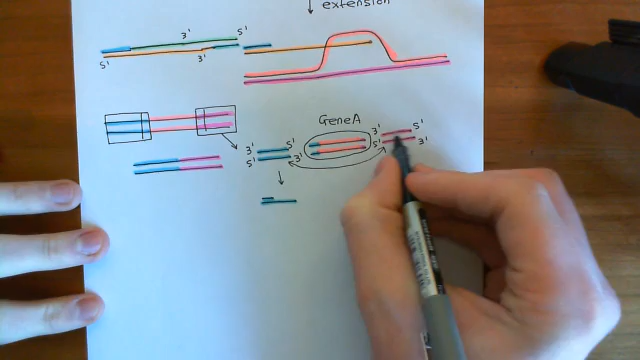 extension
3' 5'
5' 3'
GeneA
3' 5' 3' 5'
5' 3' 5' 3'